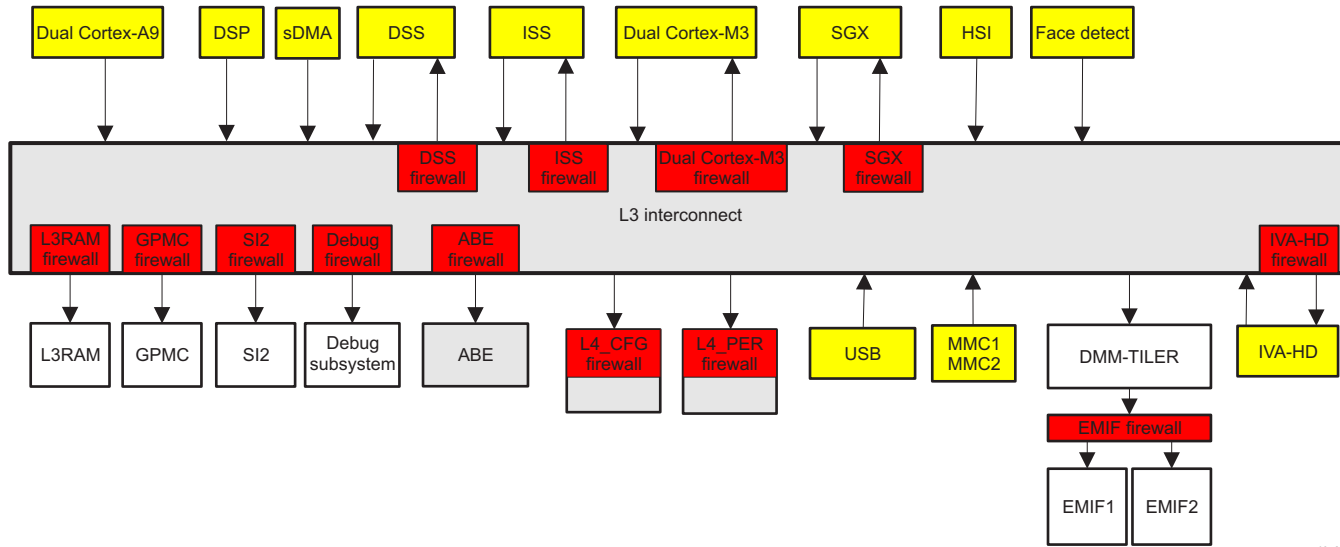 Dual Cortex-A9
DSP
sDMA
DSS
ISS
Dual Cortex-M3
SGX
HSI
Face detect
DSS
firewall
ISS
firewall
Dual Cortex-M3
firewall
SGX
firewall
L3 interconnect
L3RAM
firewall
GPMC
firewall
SI2
firewall
Debug
firewall
ABE
firewall
IVA-HD
firewall
L3RAM
GPMC
SI2
Debug
subsystem
ABE
L4_CFG
firewall
L4_PER
firewall
USB
MMC1
MMC2
DMM-TILER
IVA-HD
EMIF firewall
EMIF1
EMIF2